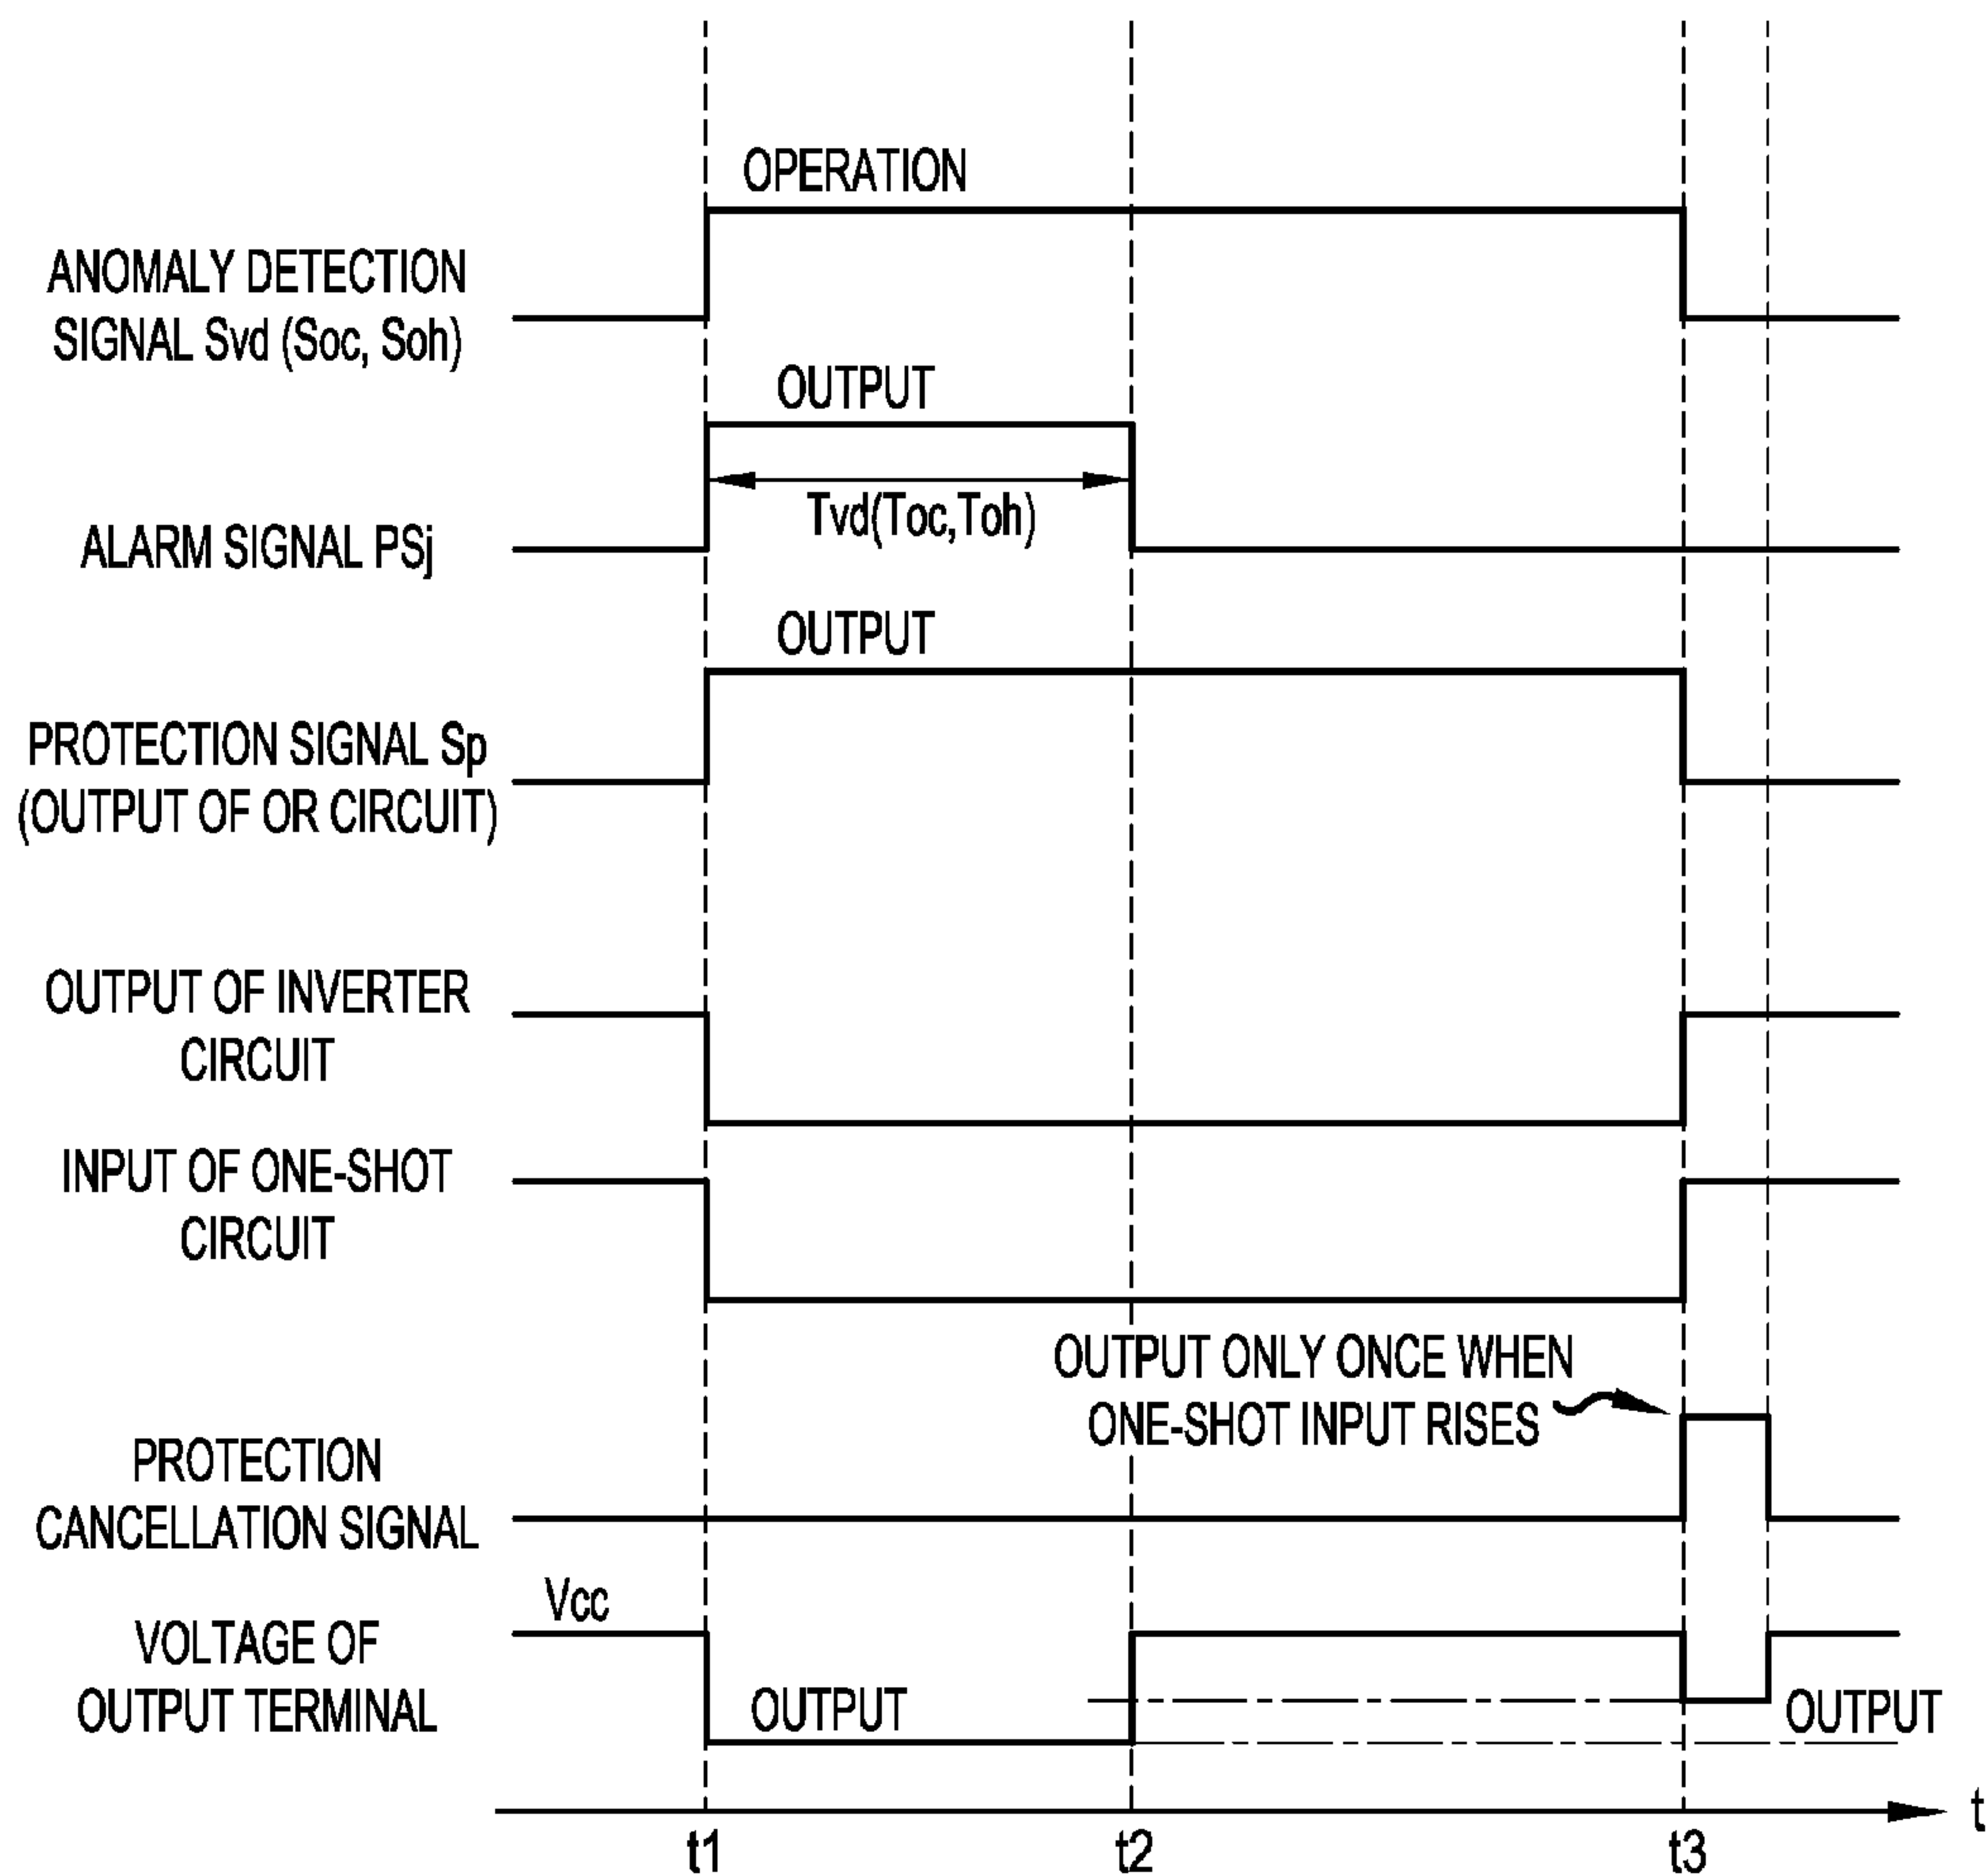 OPERATION
ANOMALY DETECTION
SIGNAL Svd (Soc, Soh)
OUTPUT
Tvd(Toc,Toh)
ALARM SIGNAL PSj
OUTPUT
PROTECTION SIGNAL Sp
(OUTPUT OF OR CIRCUIT)
OUTPUT OF INVERTER
CIRCUIT
INPUT OF ONE-SHOT
CIRCUIT
OUTPUT ONLY ONCE WHEN
ONE-SHOT INPUT RISES
PROTECTION
CANCELLATION SIGNAL
Vcc
VOLTAGE OF
OUTPUT TERMINAL
OUTPUT
OUTPUT
t
t1
t2
t3